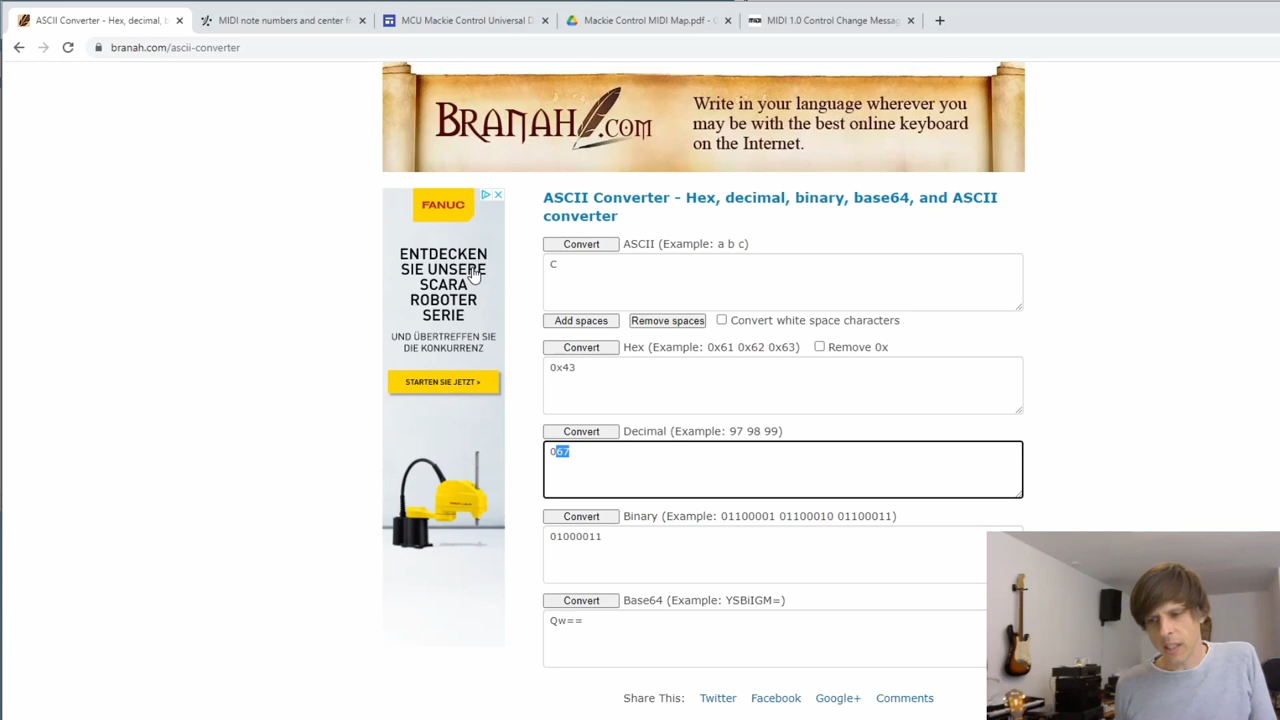 ASCII Converter - Hex, decimal, b
MIDI note numbers and center f
MCU Mackie Control Universal D
Mackie Control MIDI Map.pdf - G
MIDI 1.0 Control Change Messag
branah.com/ascii-converter
BRANAH.COM
Write in your language wherever you
may be with the best online keyboard
on the Internet.
FANUC
ENTDECKEN
SIE UNSERE
SCARA
ROBOTER
SERIE
UND ÜBERTREFFEN SIE
DIE KONKURRENZ
STARTEN SIE JETZT >
ASCII Converter - Hex, decimal, binary, base64, and ASCII
converter
Convert ASCII (Example: a b c)
C
Add spaces Remove spaces Convert white space characters
Convert Hex (Example: 0x61 0x62 0x63) Remove 0x
0x43
Convert Decimal (Example: 97 98 99)
067
Convert Binary (Example: 01100001 01100010 01100011)
01000011
Convert Base64 (Example: YSBiIGM=)
Qw==
Share This: Twitter Facebook Google+ Comments